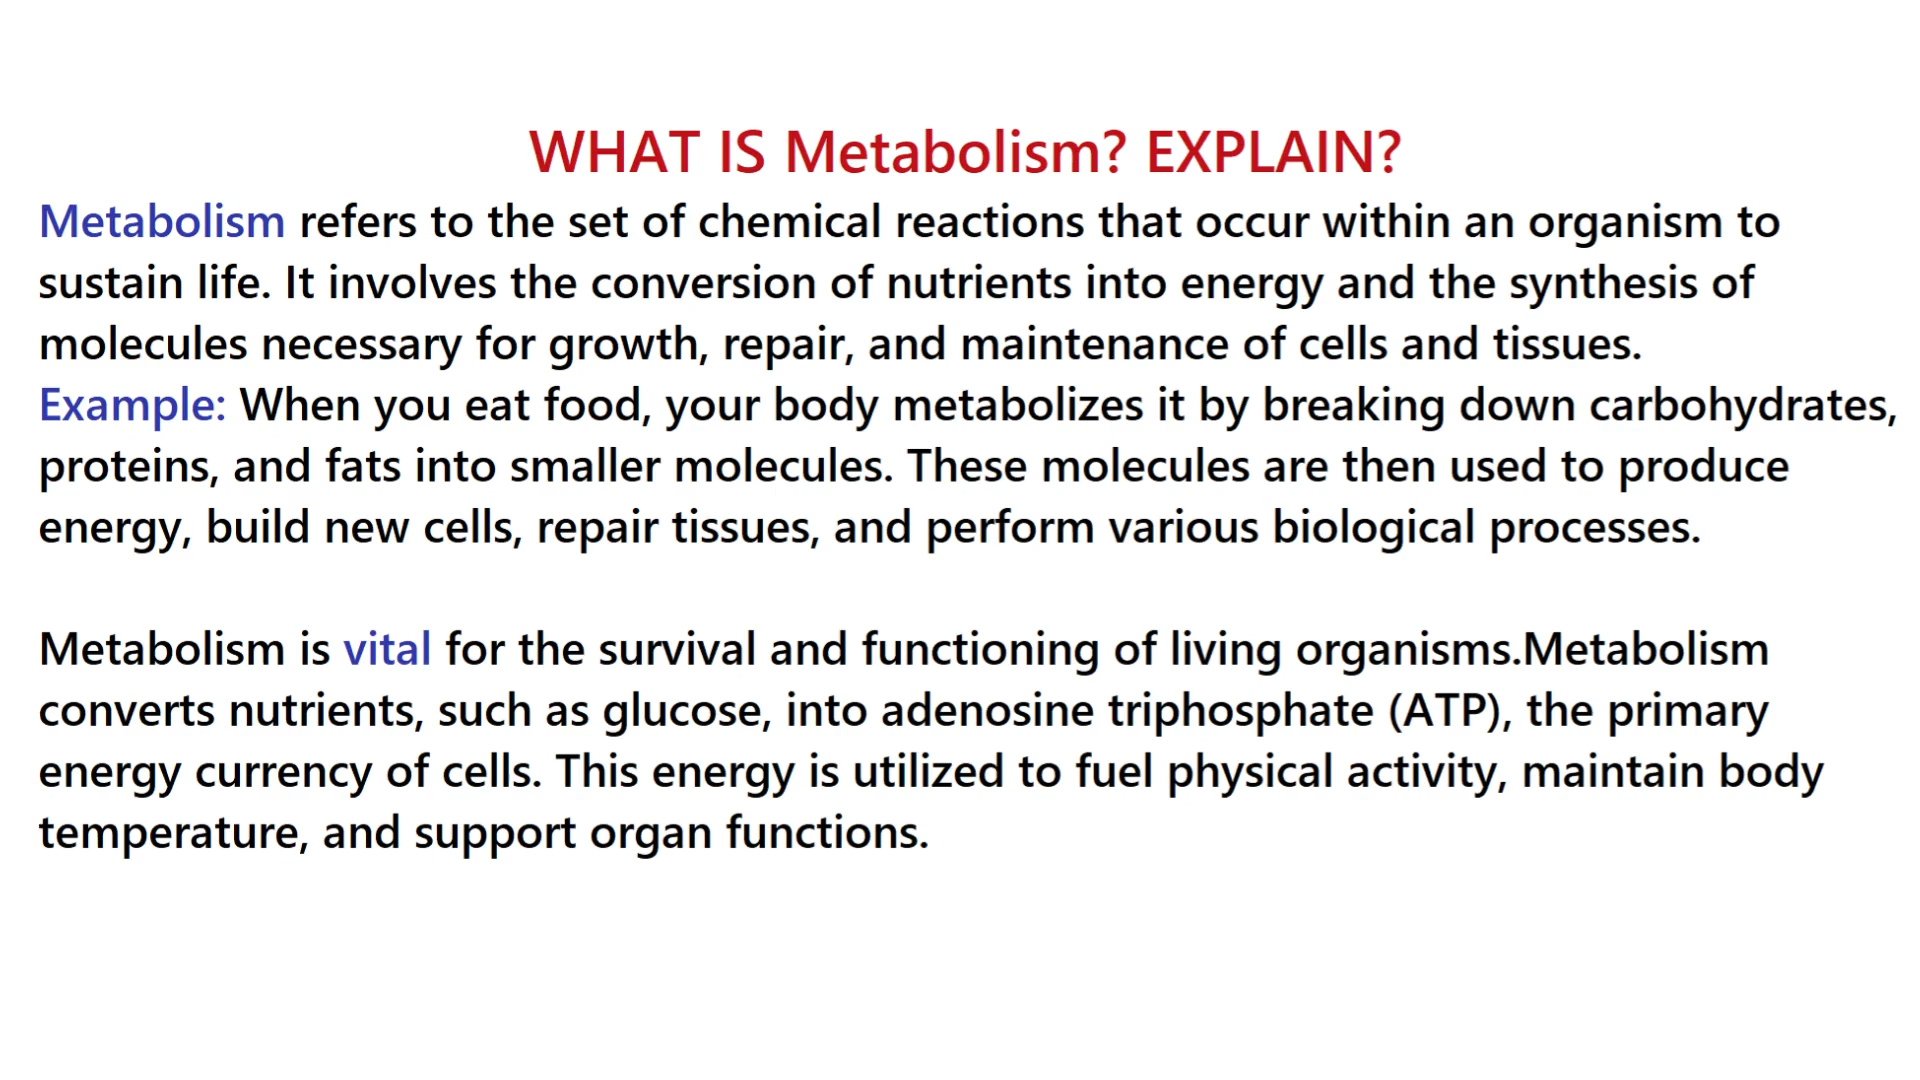 WHAT IS Metabolism? EXPLAIN?
Metabolism refers to the set of chemical reactions that occur within an organism to
sustain life. It involves the conversion of nutrients into energy and the synthesis of
molecules necessary for growth, repair, and maintenance of cells and tissues.
Example: When you eat food, your body metabolizes it by breaking down carbohydrates,
proteins, and fats into smaller molecules. These molecules are then used to produce
energy, build new cells, repair tissues, and perform various biological processes.
Metabolism is vital for the survival and functioning of living organisms.Metabolism
converts nutrients, such as glucose, into adenosine triphosphate (ATP), the primary
energy currency of cells. This energy is utilized to fuel physical activity, maintain body
temperature, and support organ functions.